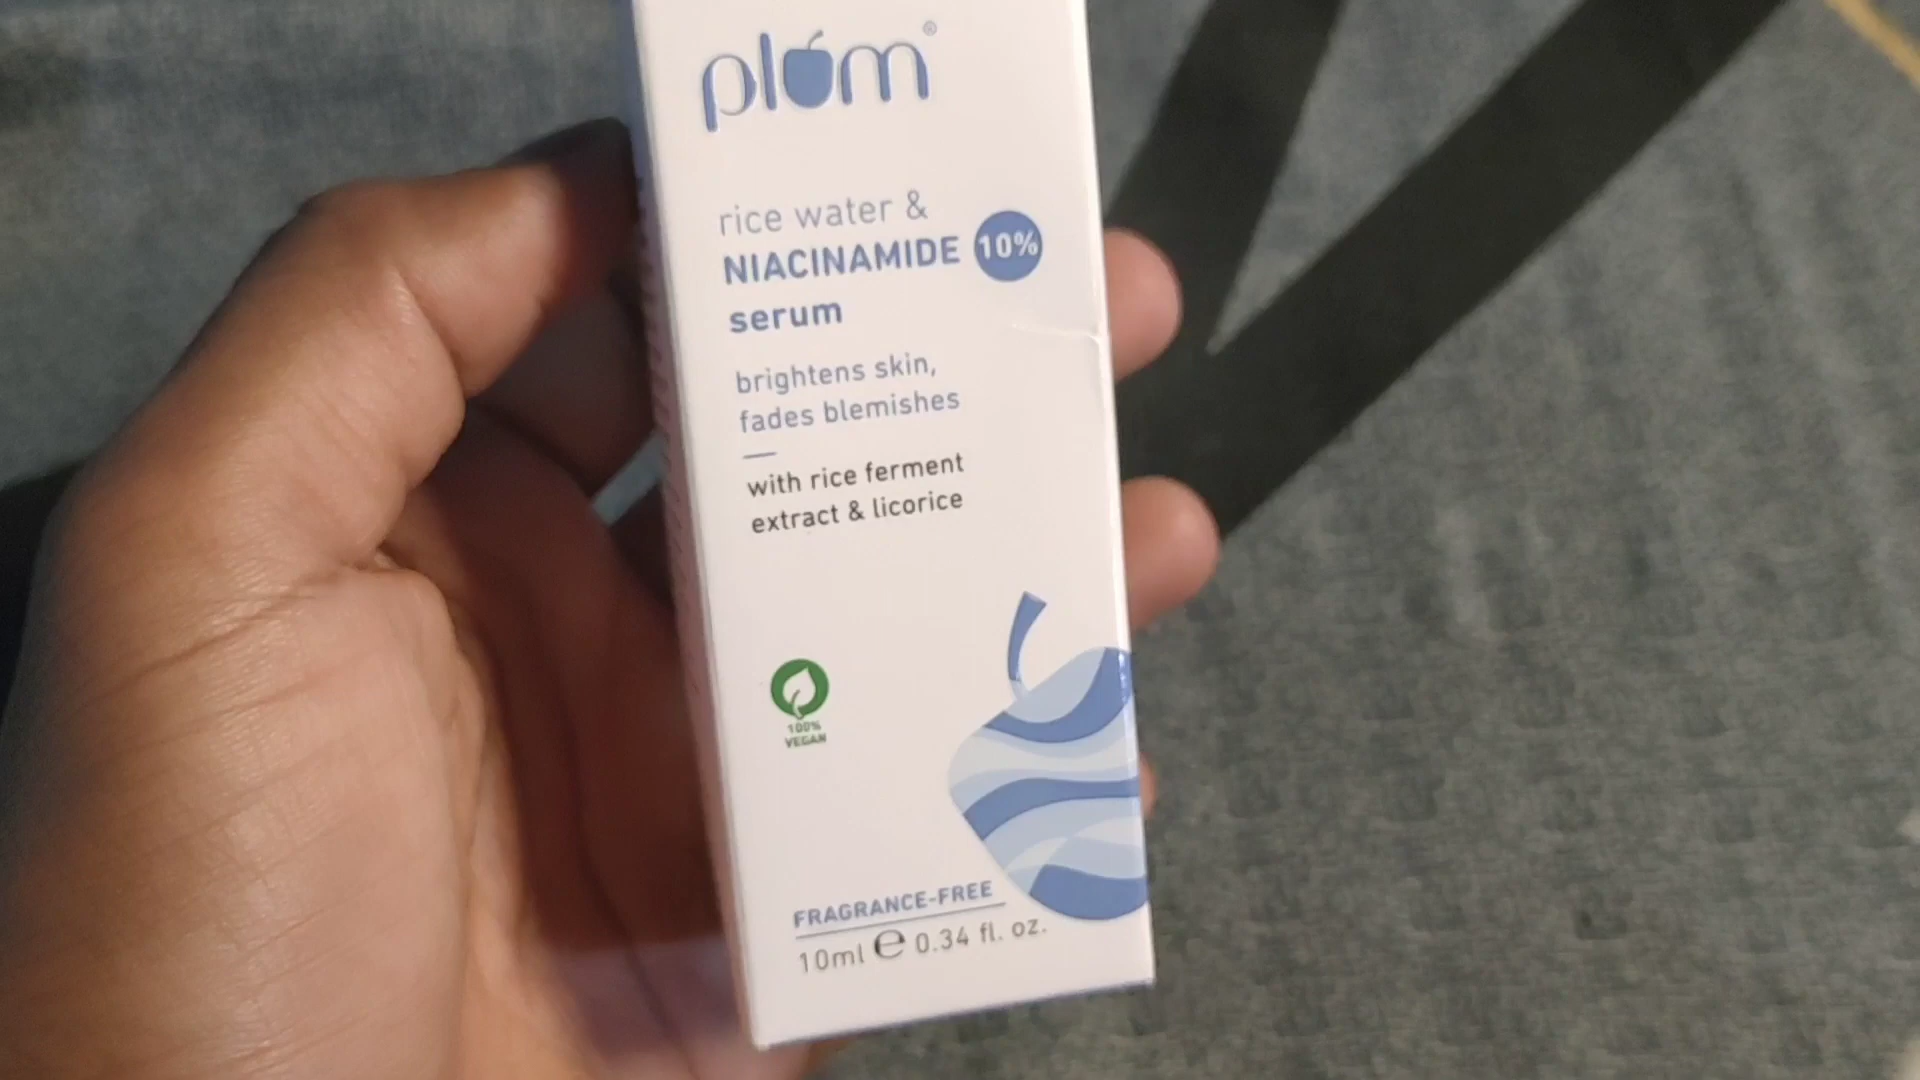 plum®
rice water &
NIACINAMIDE 10%
serum
brightens skin,
fades blemishes
with rice ferment
extract & licorice
100%
VEGAN
FRAGRANCE-FREE
10ml ℮ 0.34 fl. oz.